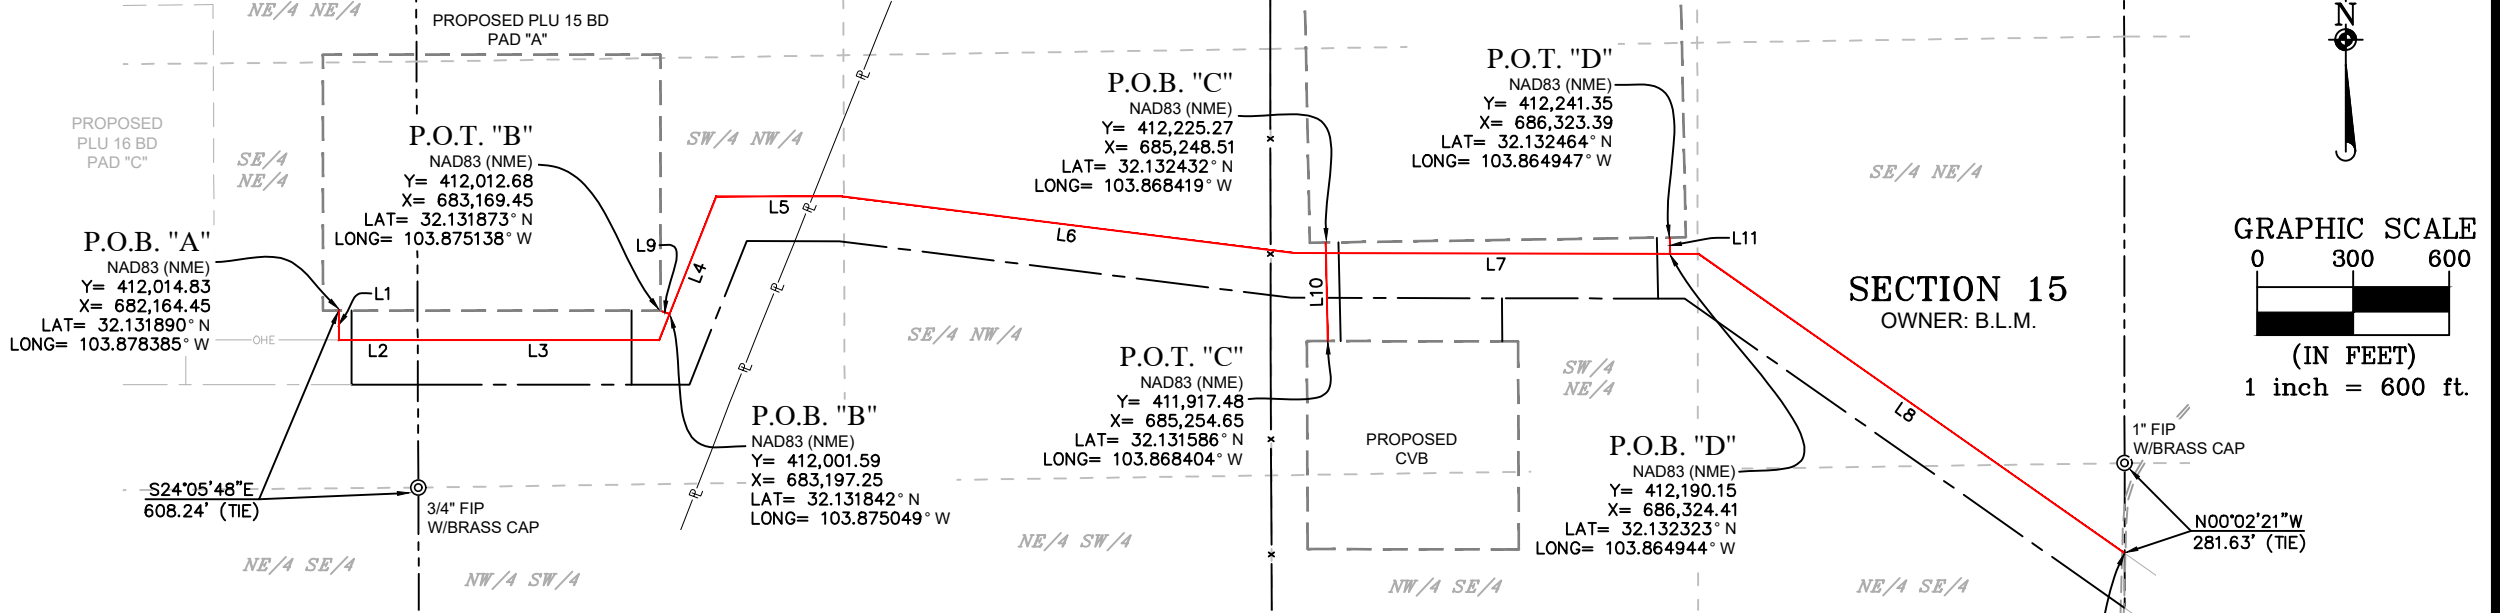 NE/4 NE/4
PROPOSED PLU 15 BD
PAD "A"
PROPOSED
PLU 16 BD
PAD "C"
SE/4
NE/4
P.O.T. "B"
NAD83 (NME)
Y= 412,012.68
X= 683,169.45
LAT= 32.131873° N
LONG= 103.875138° W
P.O.B. "A"
NAD83 (NME)
Y= 412,014.83
X= 682,164.45
LAT= 32.131890° N
LONG= 103.878385° W
OHE
L1
L2
L3
L9
L4
L5
L6
SW/4 NW/4
PL
PL
PL
PL
PL
SE/4 NW/4
P.O.B. "C"
NAD83 (NME)
Y= 412,225.27
X= 685,248.51
LAT= 32.132432° N
LONG= 103.868419° W
P.O.T. "D"
NAD83 (NME)
Y= 412,241.35
X= 686,323.39
LAT= 32.132464° N
LONG= 103.864947° W
L7
L10
L11
L8
SE/4 NE/4
SECTION 15
OWNER: B.L.M.
N
GRAPHIC SCALE
0 300 600
(IN FEET)
1 inch = 600 ft.
P.O.B. "B"
NAD83 (NME)
Y= 412,001.59
X= 683,197.25
LAT= 32.131842° N
LONG= 103.875049° W
P.O.T. "C"
NAD83 (NME)
Y= 411,917.48
X= 685,254.65
LAT= 32.131586° N
LONG= 103.868404° W
PROPOSED
CVB
SW/4
NE/4
P.O.B. "D"
NAD83 (NME)
Y= 412,190.15
X= 686,324.41
LAT= 32.132323° N
LONG= 103.864944° W
1" FIP
W/BRASS CAP
N00°02'21"W
281.63' (TIE)
S24°05'48"E
608.24' (TIE)
3/4" FIP
W/BRASS CAP
NE/4 SE/4
NW/4 SW/4
NE/4 SW/4
NW/4 SE/4
NE/4 SE/4